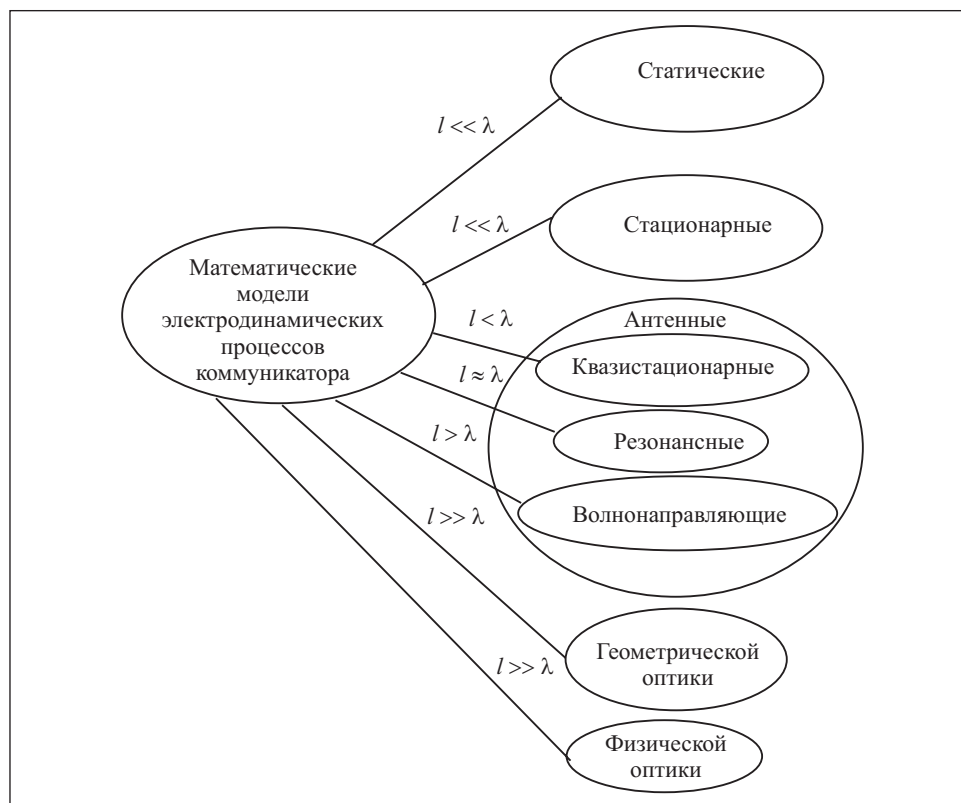 Статические
l << λ
Стационарные
l << λ
Математические
модели
электродинамических
процессов
коммуникатора
Антенные
l < λ
Квазистационарные
l ≈ λ
Резонансные
l > λ
Волнонаправляющие
l >> λ
Геометрической
оптики
l >> λ
Физической
оптики